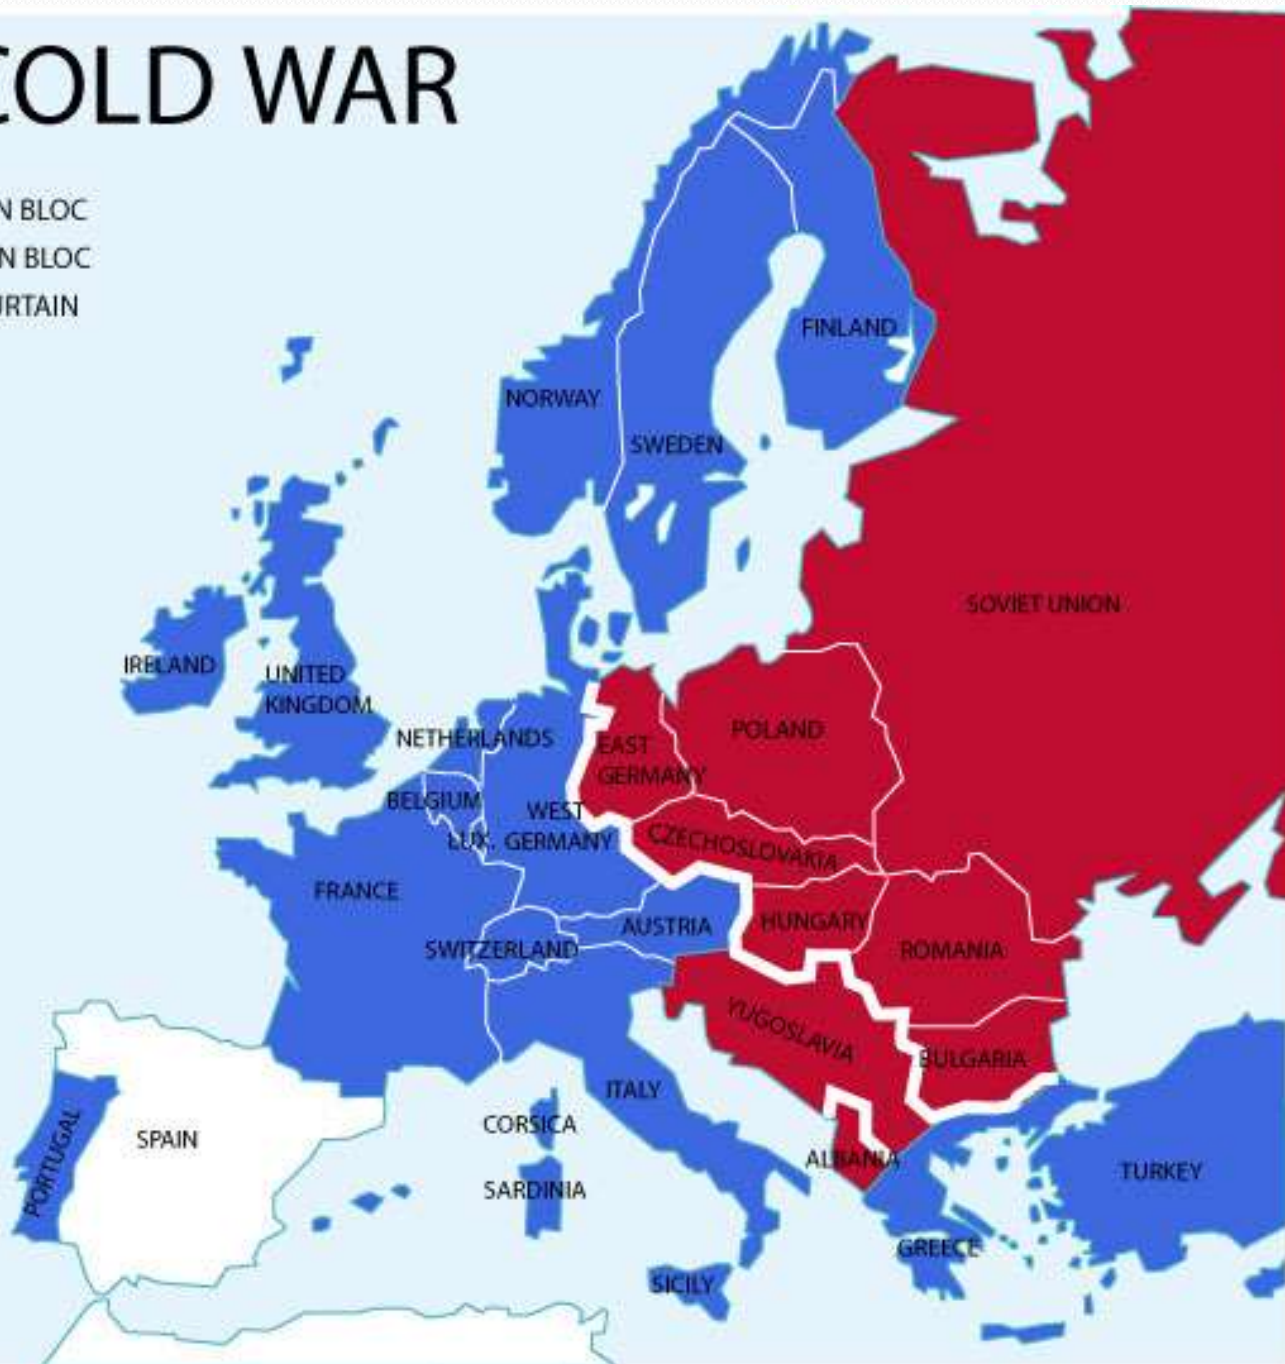 COLD WAR
N BLOC
N BLOC
URTAIN
FINLAND
NORWAY
SWEDEN
SOVIET UNION
IRELAND
UNITED
KINGDOM
NETHERLANDS
POLAND
EAST
GERMANY
BELGIUM
WEST
GERMANY
LUX.
CZECHOSLOVAKIA
FRANCE
AUSTRIA
HUNGARY
SWITZERLAND
ROMANIA
YUGOSLAVIA
BULGARIA
ITALY
CORSICA
SPAIN
PORTUGAL
ALBANIA
TURKEY
SARDINIA
GREECE
SICILY